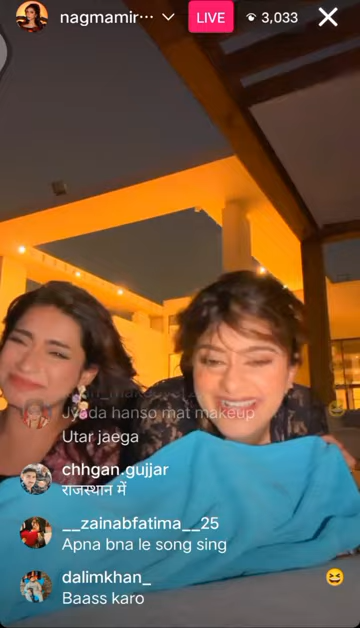 nagmamir···
LIVE
3,033
Jyada hanso mat makeup
Utar jaega
chhgan.gujjar
राजस्थान में
__zainabfatima__25
Apna bna le song sing
dalimkhan_
Baass karo